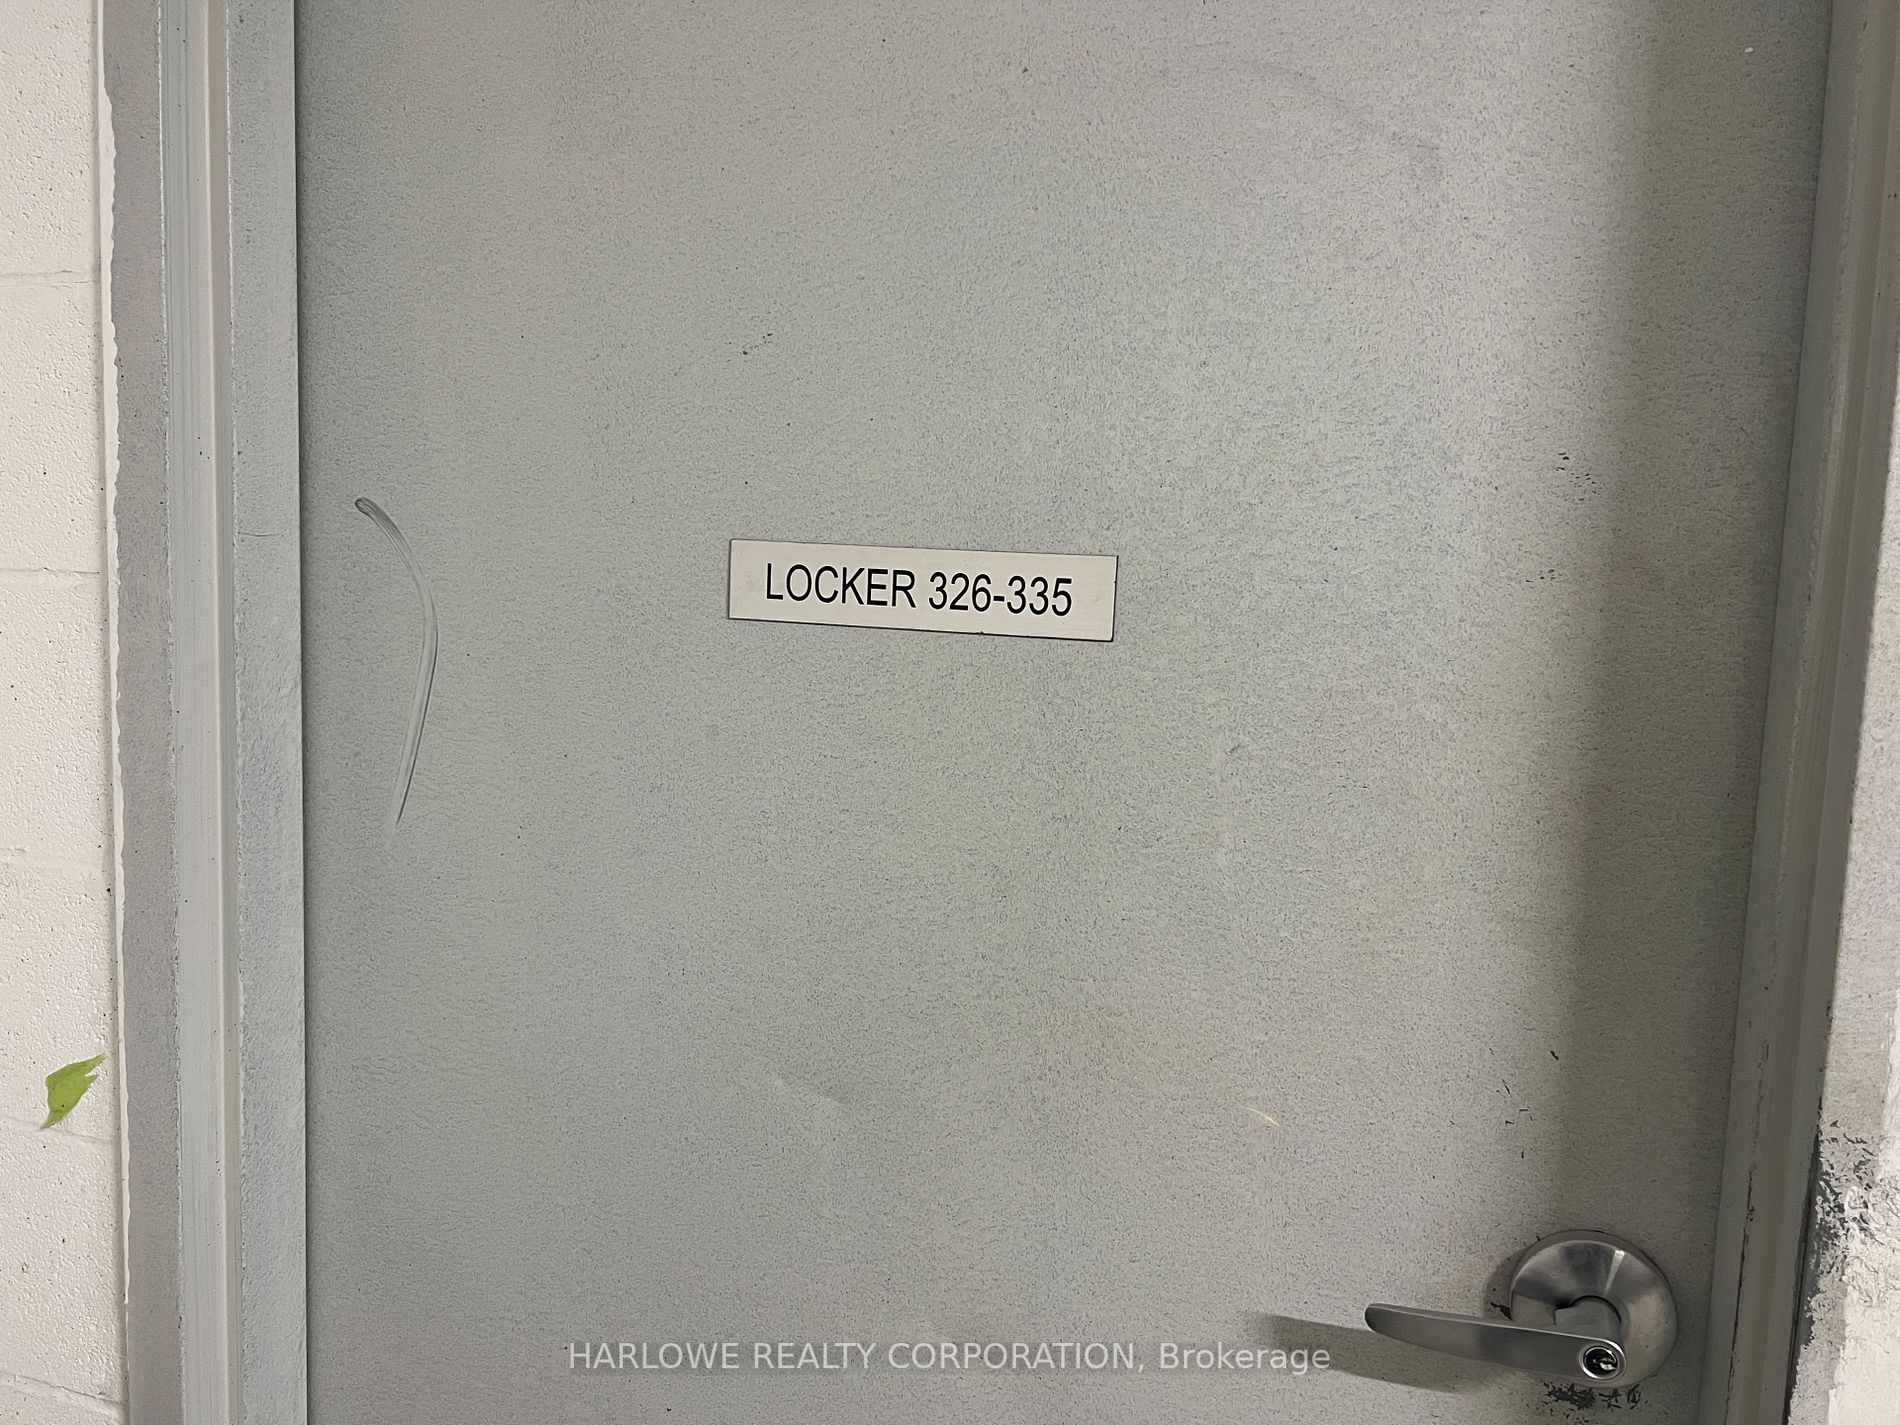 LOCKER 326-335
HARLOWE REALTY CORPORATION, Brokerage